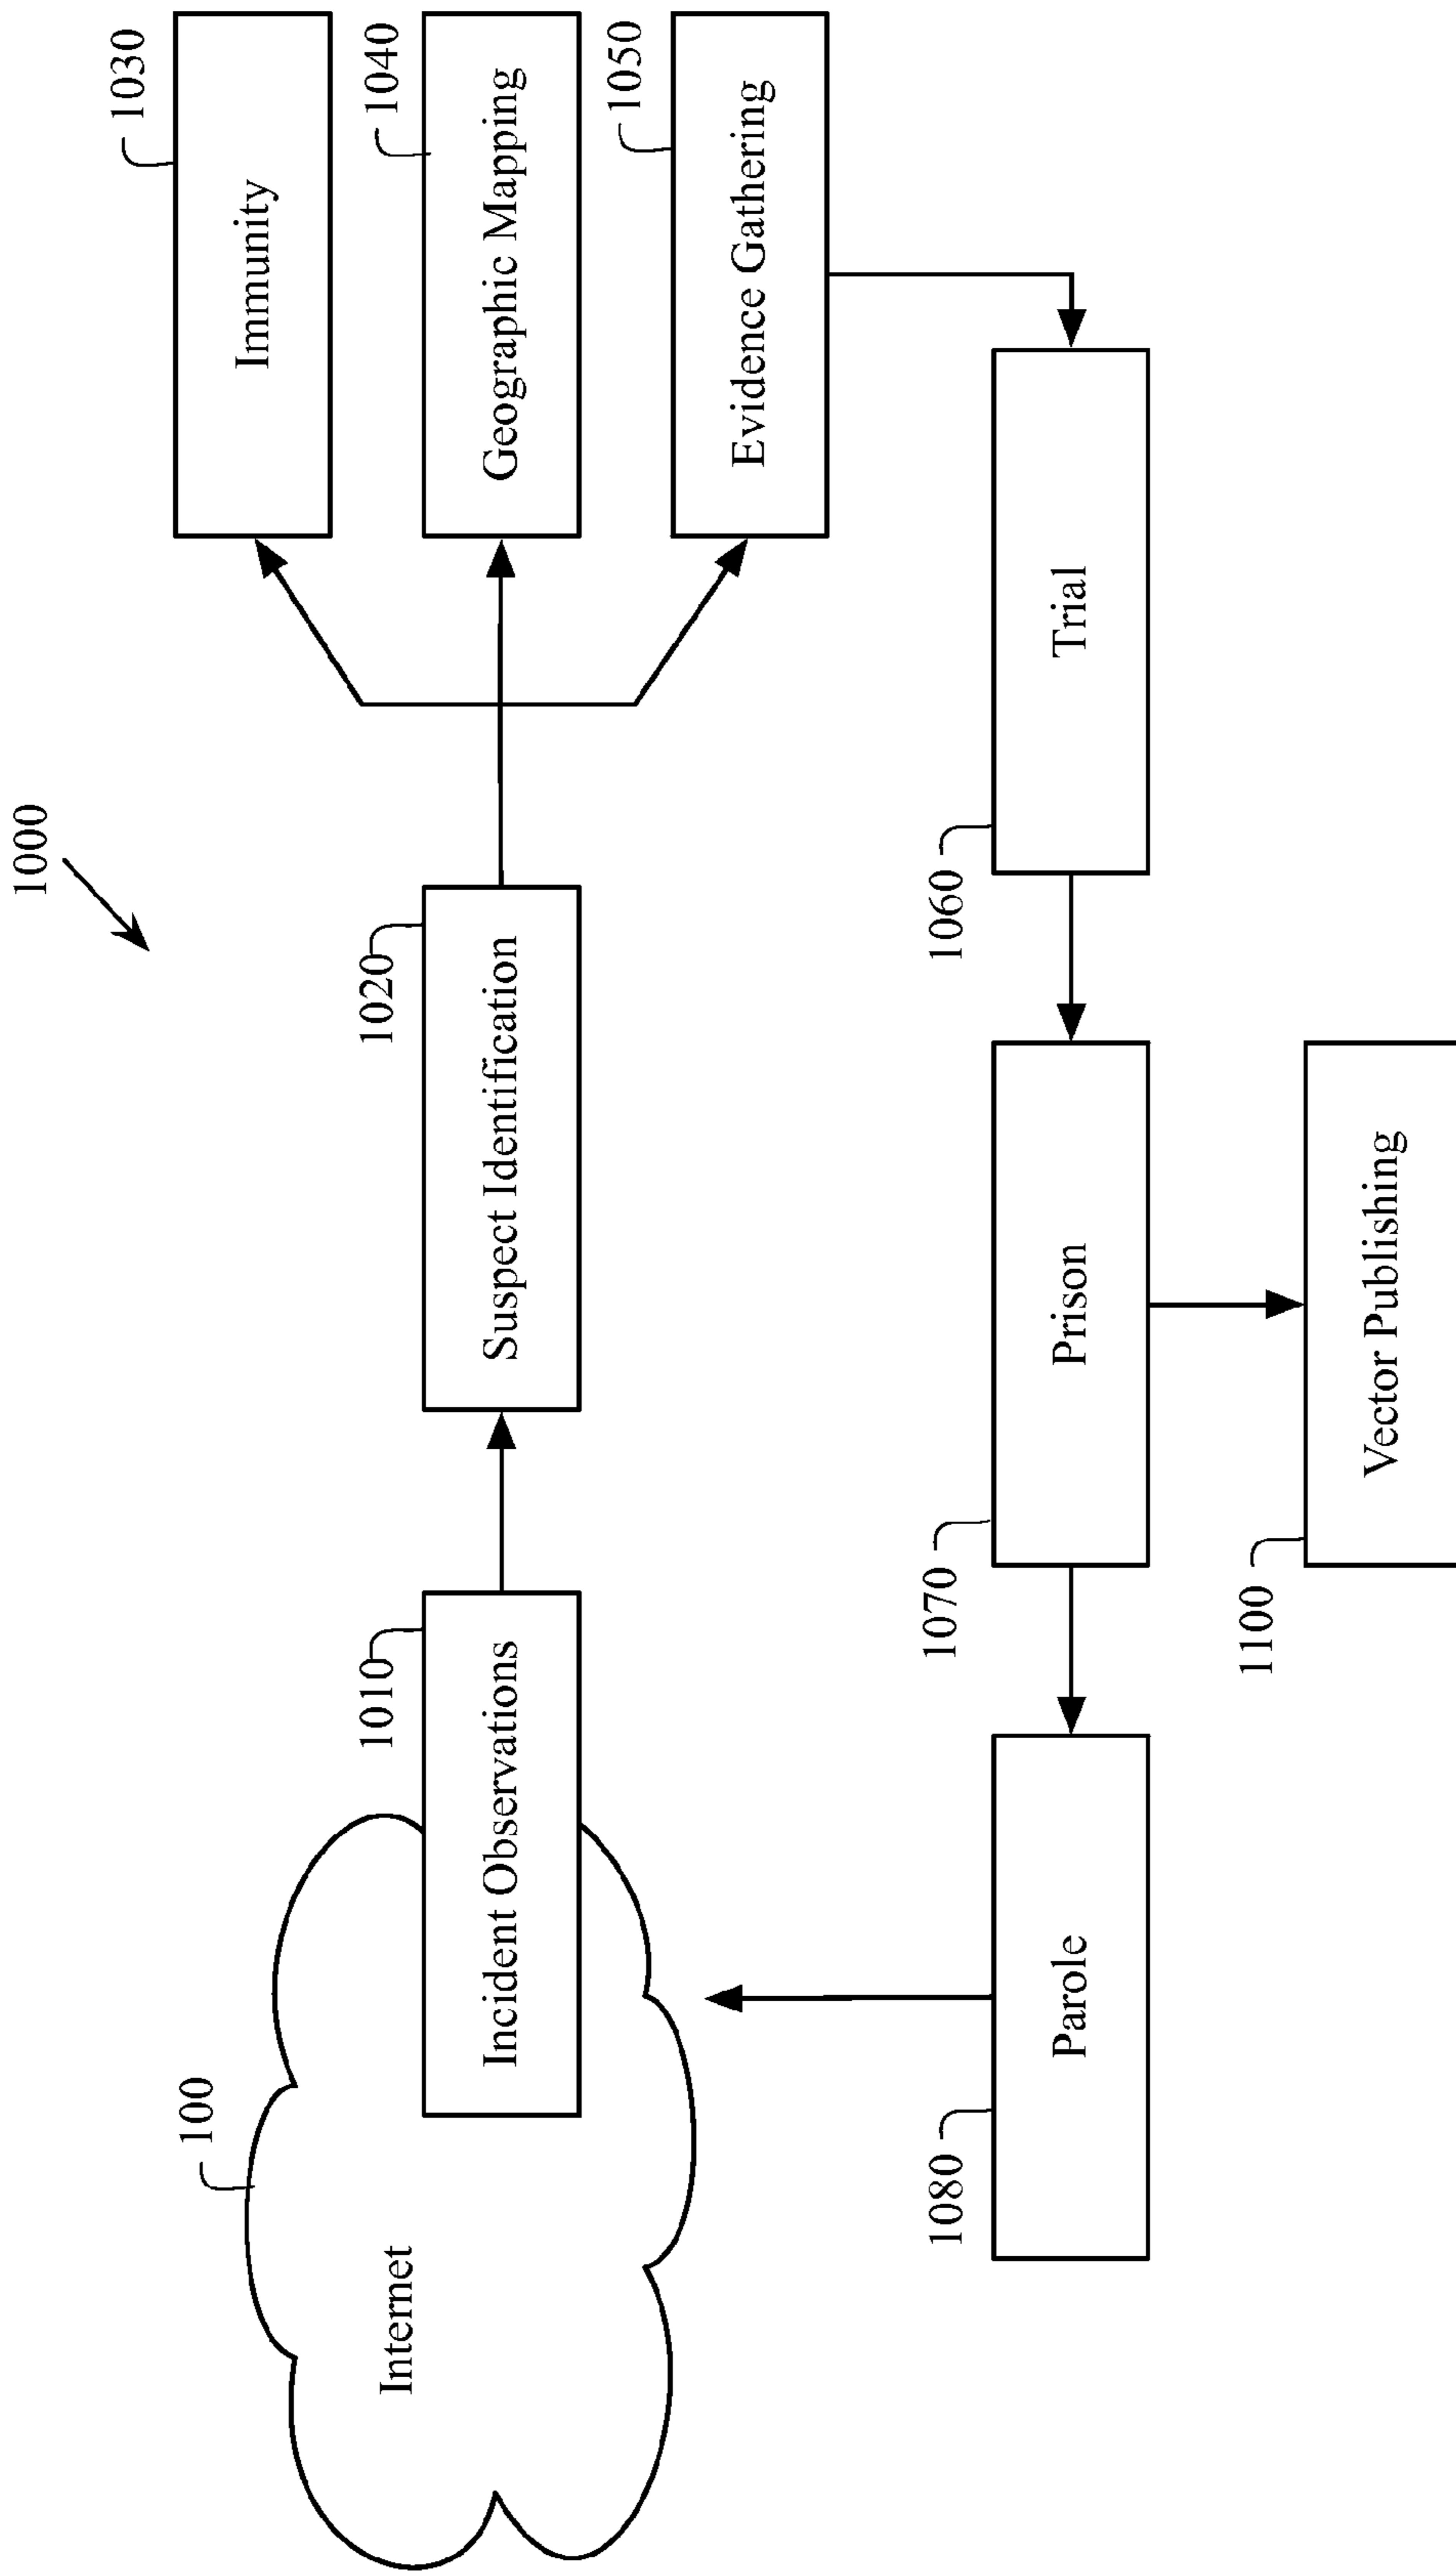 1000
100
Internet
Incident Observations
1010
Suspect Identification
1020
Immunity
1030
Geographic Mapping
1040
Evidence Gathering
1050
Trial
1060
Prison
1070
Parole
1080
Vector Publishing
1100